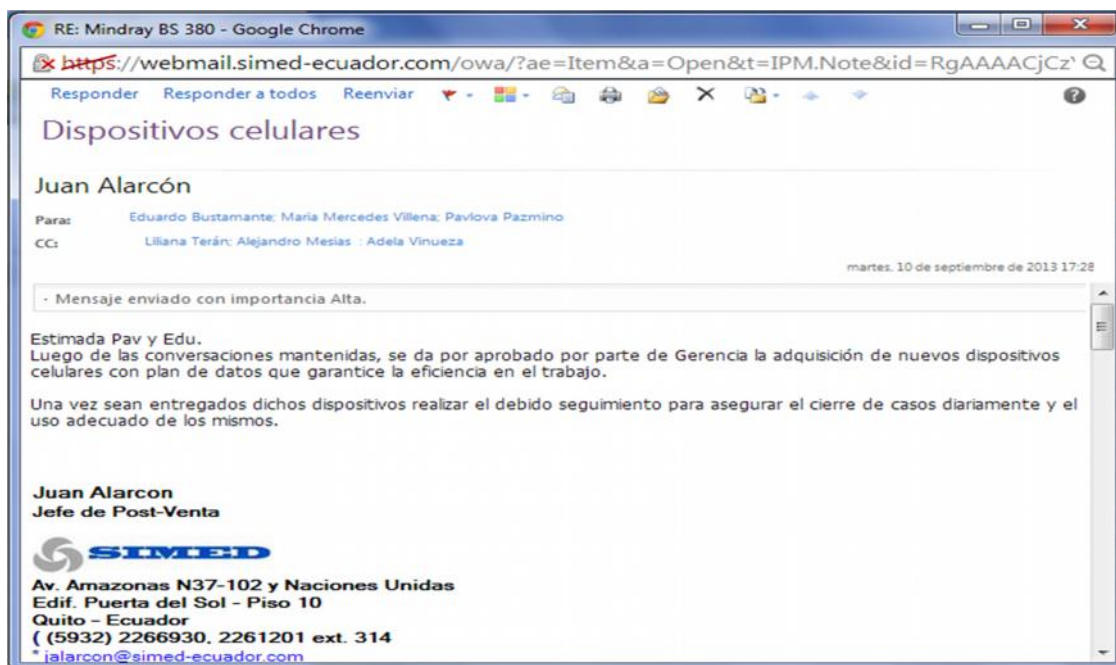 RE: Mindray BS 380 - Google Chrome
https://webmail.simed-ecuador.com/owa/?ae=Item&a=Open&t=IPM.Note&id=RgAAAACjCz
Responder Responder a todos Reenviar
Dispositivos celulares
Juan Alarcón
Para: Eduardo Bustamante; Maria Mercedes Villena; Pavlova Pazmino
CC: Liliana Terán; Alejandro Mesias : Adela Vinueza
martes, 10 de septiembre de 2013 17:28
· Mensaje enviado con importancia Alta.
Estimada Pav y Edu.
Luego de las conversaciones mantenidas, se da por aprobado por parte de Gerencia la adquisición de nuevos dispositivos
celulares con plan de datos que garantice la eficiencia en el trabajo.
Una vez sean entregados dichos dispositivos realizar el debido seguimiento para asegurar el cierre de casos diariamente y el
uso adecuado de los mismos.
Juan Alarcon
Jefe de Post-Venta
SIMED
Av. Amazonas N37-102 y Naciones Unidas
Edif. Puerta del Sol - Piso 10
Quito - Ecuador
( (5932) 2266930, 2261201 ext. 314
* jalarcon@simed-ecuador.com